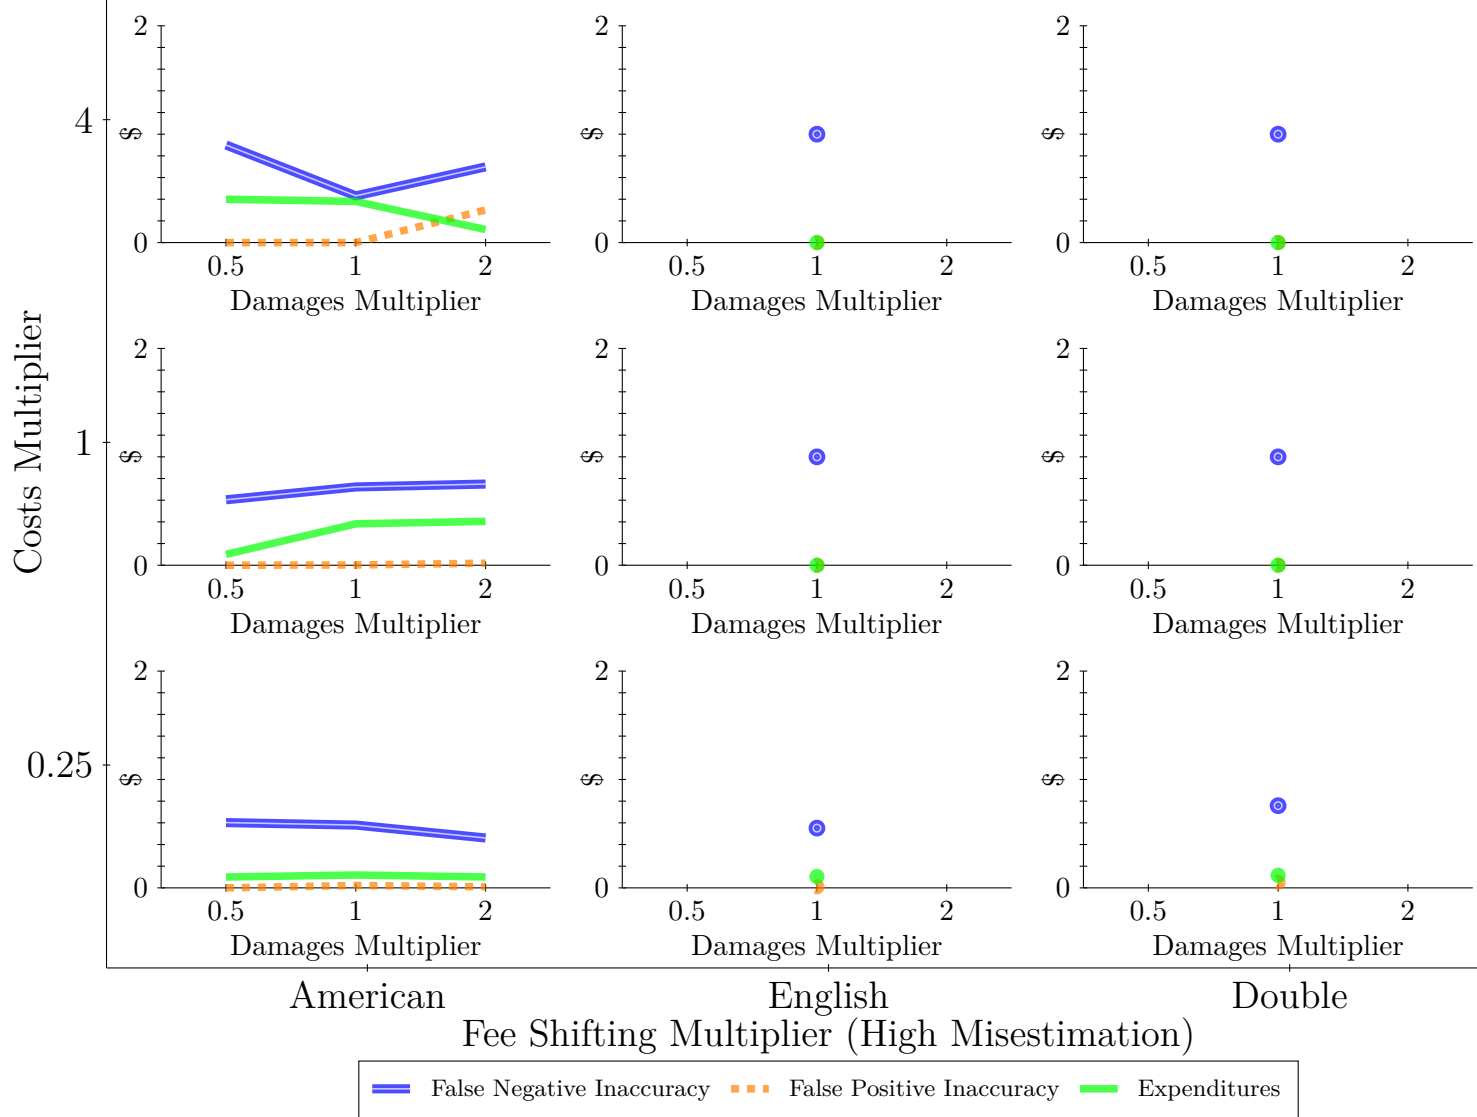 Costs Multiplier
4
2
$
0
0.5 1 2
Damages Multiplier
2
$
0
0.5 1 2
Damages Multiplier
2
$
0
0.5 1 2
Damages Multiplier
1
2
$
0
0.5 1 2
Damages Multiplier
2
$
0
0.5 1 2
Damages Multiplier
2
$
0
0.5 1 2
Damages Multiplier
0.25
2
$
0
0.5 1 2
Damages Multiplier
2
$
0
0.5 1 2
Damages Multiplier
2
$
0
0.5 1 2
Damages Multiplier
American English Double
Fee Shifting Multiplier (High Misestimation)
False Negative Inaccuracy False Positive Inaccuracy Expenditures